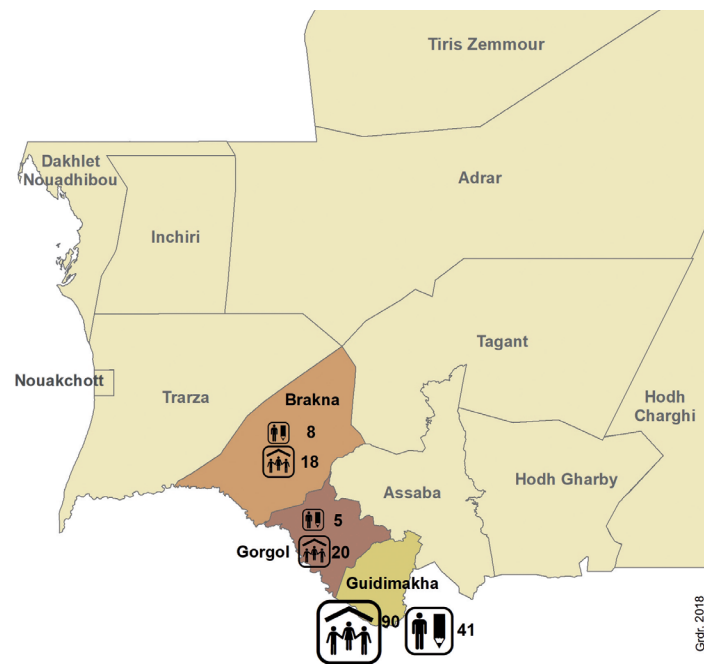 Tiris Zemmour
Dakhlet
Nouadhibou
Adrar
Inchiri
Tagant
Nouakchott
Trarza
Brakna
Hodh
Charghi
8
18
Assaba
Hodh Gharby
5
Gorgol
20
Guidimakha
90
41
Grdr, 2018